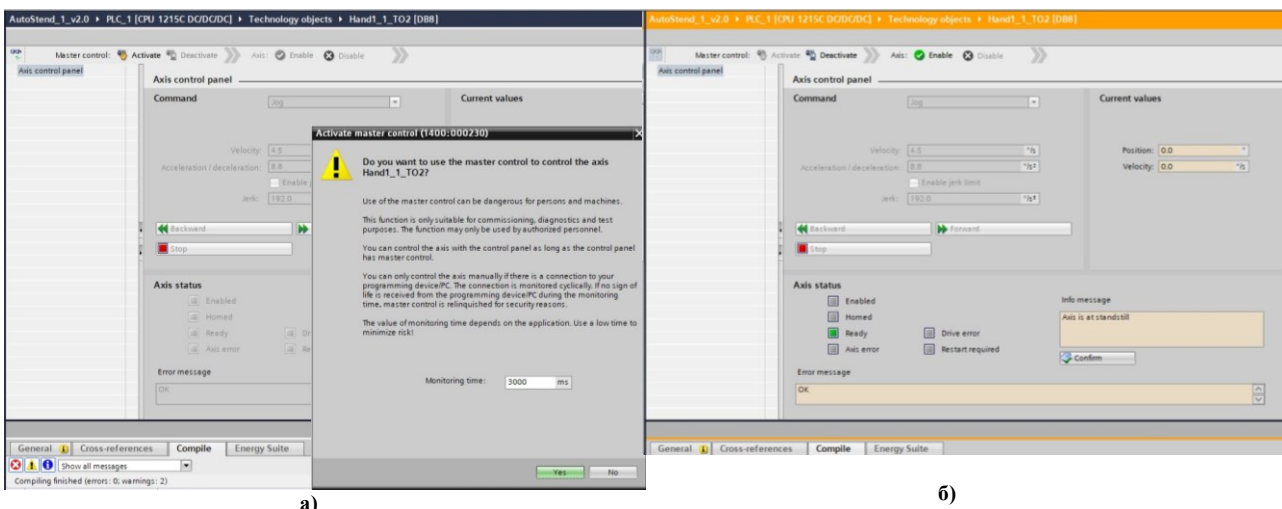 AutoStend_1_v2.0 ▸ PLC_1 [CPU 1215C DC/DC/DC] ▸ Technology objects ▸ Hand1_1_TO2 [DB8]
Master control: Activate Deactivate Axis: Enable Disable
Axis control panel
Axis control panel
Command
Jog
Current values
Velocity: 4.5
Acceleration / deceleration: 8.8
Enable j
Jerk: 192.0
Backward
Stop
Axis status
Enabled
Homed
Ready
Dr
Axis error
Re
Error message
OK
General Cross-references Compile Energy Suite
Show all messages
Compiling finished (errors: 0; warnings: 2)
Activate master control (1400:000230)
Do you want to use the master control to control the axis
Hand1_1_TO2?
Use of the master control can be dangerous for persons and machines.
This function is only suitable for commissioning, diagnostics and test
purposes. The function may only be used by authorized personnel.
You can control the axis with the control panel as long as the control panel
has master control.
You can only control the axis manually if there is a connection to your
programming device/PC. The connection is monitored cyclically. If no sign of
life is received from the programming device/PC during the monitoring
time, master control is relinquished for security reasons.
The value of monitoring time depends on the application. Use a low time to
minimize risk!
Monitoring time: 3000 ms
Yes No
а)
AutoStend_1_v2.0 ▸ PLC_1 [CPU 1215C DC/DC/DC] ▸ Technology objects ▸ Hand1_1_TO2 [DB8]
Master control: Activate Deactivate Axis: Enable Disable
Axis control panel
Axis control panel
Command
Jog
Current values
Velocity: 4.5 °/s
Acceleration / deceleration: 8.8 °/s²
Enable jerk limit
Jerk: 192.0 °/s³
Position: 0.0 °
Velocity: 0.0 °/s
Backward Forward
Stop
Axis status
Enabled
Homed
Ready Drive error
Axis error Restart required
Info message
Axis is at standstill
Confirm
Error message
OK
General Cross-references Compile Energy Suite
б)